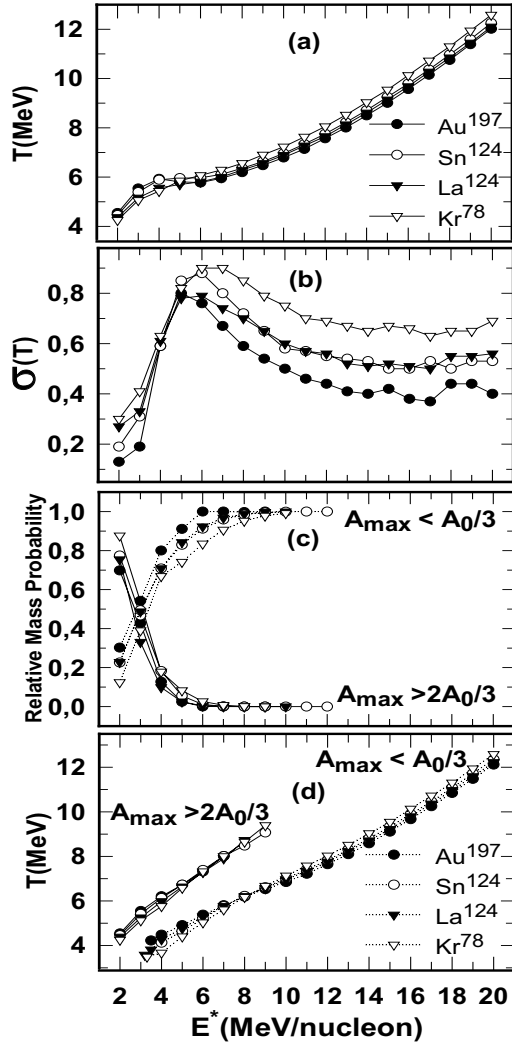 12
10
8
6
4
T(MeV)
(a)
Au197
Sn124
La124
Kr78
0,8
0,6
0,4
0,2
σ(T)
(b)
1,0
0,8
0,6
0,4
0,2
0,0
Relative Mass Probability
Amax < A0/3
(c)
Amax >2A0/3
12
10
8
6
4
T(MeV)
Amax < A0/3
Amax >2A0/3
(d)
Au197
Sn124
La124
Kr78
2 4 6 8 10 12 14 16 18 20
E*(MeV/nucleon)